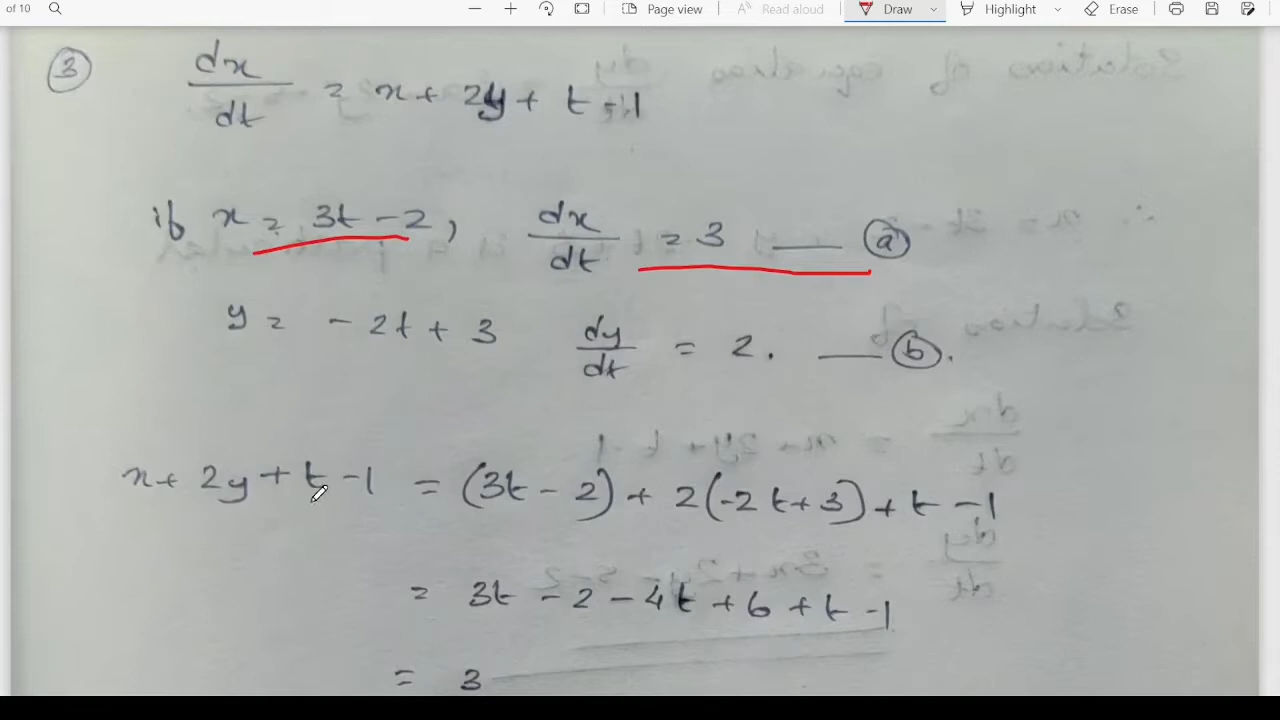 of 10 Page view Read aloud Draw Highlight Erase
③ dx/dt = x + 2y + t - 1
if x = 3t - 2, dx/dt = 3 —— ⓐ
y = - 2t + 3 dy/dt = 2. —— ⓑ.
x + 2y + t - 1 = (3t - 2) + 2(-2t + 3) + t - 1
= 3t - 2 - 4t + 6 + t - 1
= 3